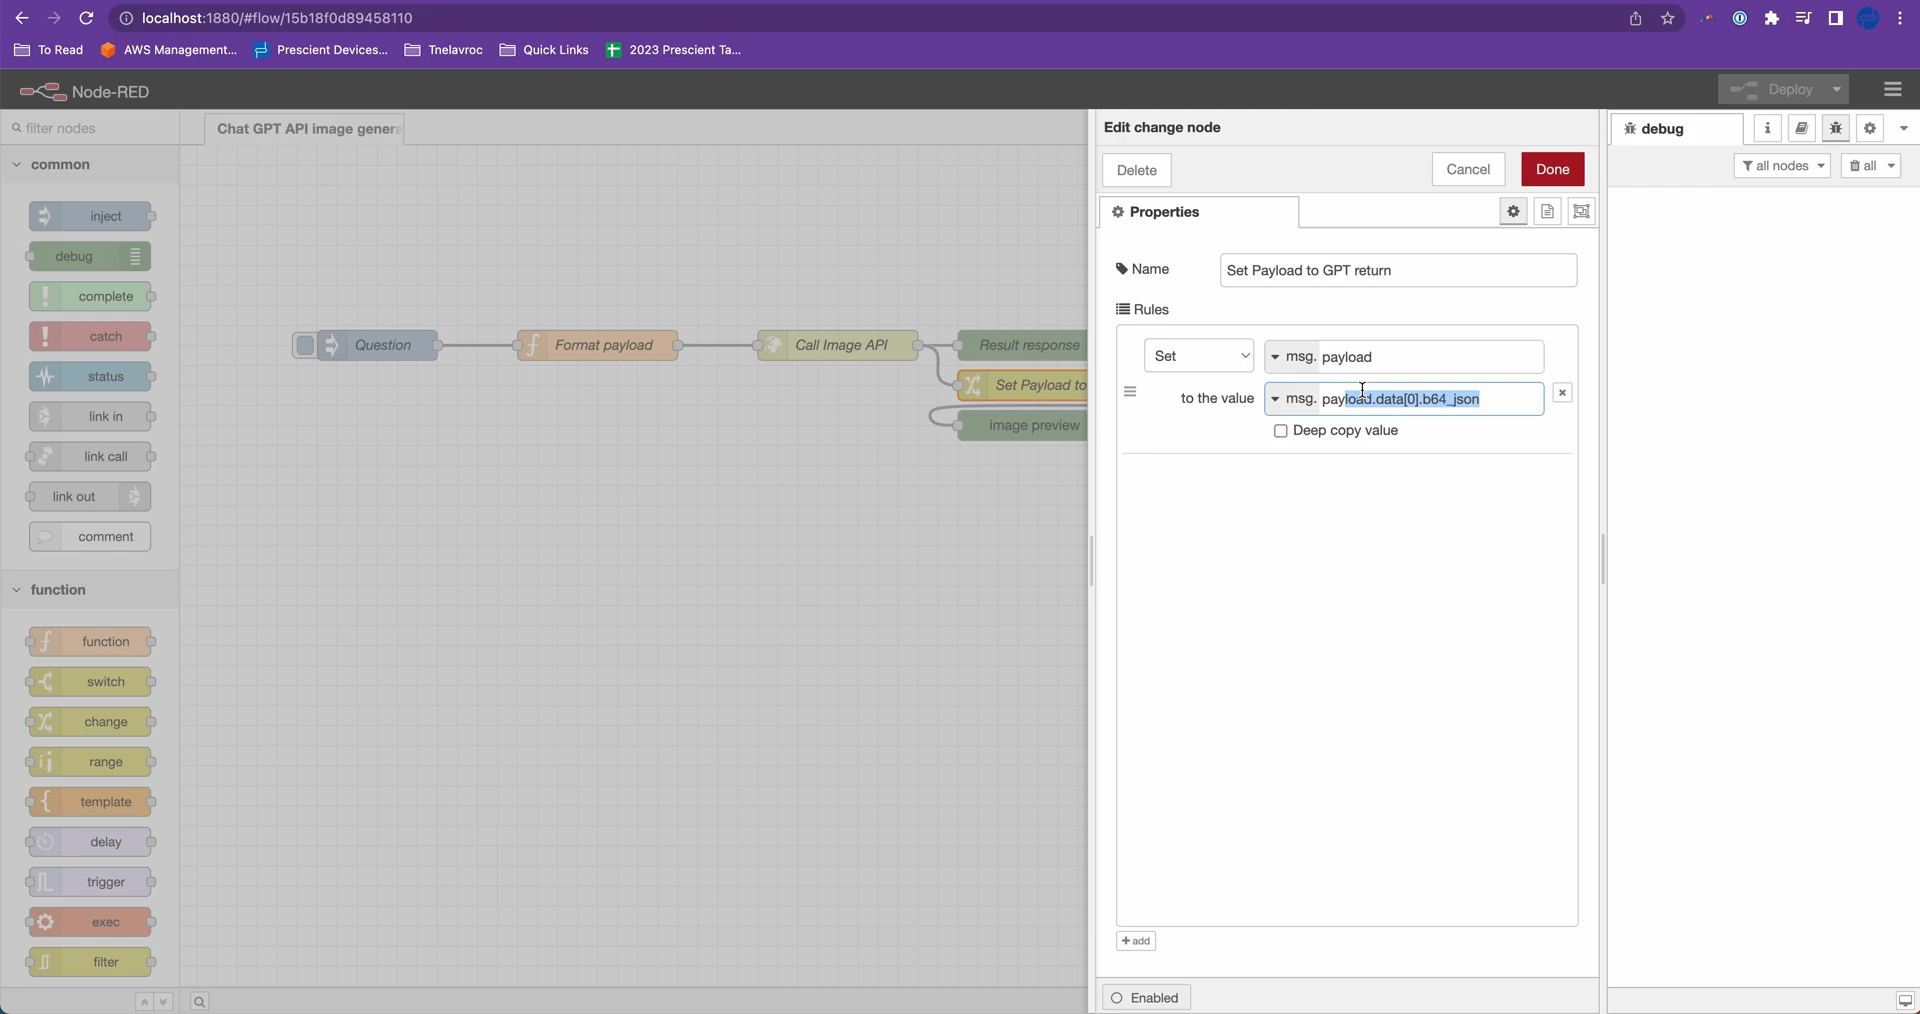 localhost:1880/#flow/15b18f0d89458110
To Read
AWS Management...
Prescient Devices...
Tnelavroc
Quick Links
2023 Prescient Ta...
Node-RED
Deploy
filter nodes
Chat GPT API image genera
Edit change node
debug
all nodes
all
common
Delete
Cancel
Done
inject
debug
complete
catch
status
link in
link call
link out
comment
function
function
switch
change
range
template
delay
trigger
exec
filter
Question
Format payload
Call Image API
Result response
Set Payload to
image preview
Properties
Name
Set Payload to GPT return
Rules
Set
msg. payload
to the value
msg. payload.data[0].b64_json
Deep copy value
+ add
Enabled